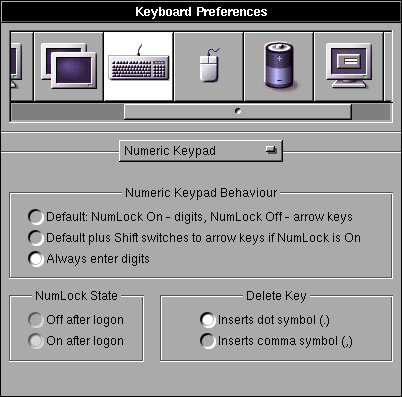 Keyboard Preferences
Numeric Keypad
Numeric Keypad Behaviour
Default: NumLock On - digits, NumLock Off - arrow keys
Default plus Shift switches to arrow keys if NumLock is On
Always enter digits
NumLock State
Off after logon
On after logon
Delete Key
Inserts dot symbol (.)
Inserts comma symbol (,)